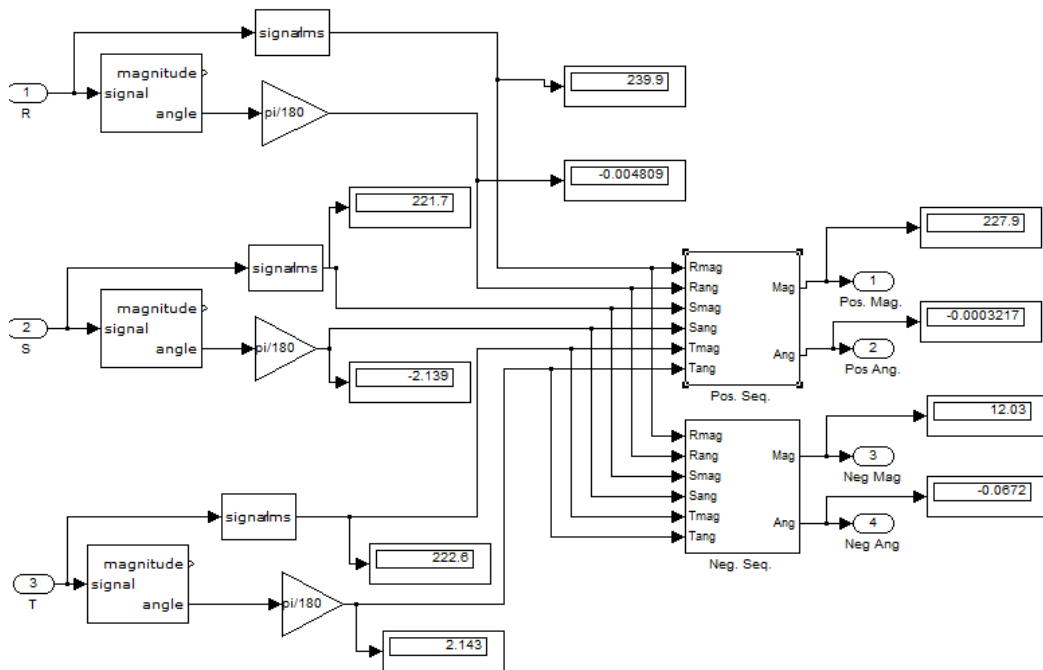 signal rms
magnitude
signal
angle
1
R
pi/180
239.9
-0.004809
221.7
signal rms
magnitude
signal
angle
2
S
pi/180
-2.139
227.9
Rmag
Rang
Smag
Sang
Tmag
Tang
Mag
Ang
Pos. Seq.
1
Pos. Mag.
-0.0003217
2
Pos Ang.
12.03
Rmag
Rang
Smag
Sang
Tmag
Tang
Mag
Ang
Neg. Seq.
3
Neg Mag
-0.0672
4
Neg Ang
signal rms
magnitude
signal
angle
3
T
pi/180
222.6
2.143